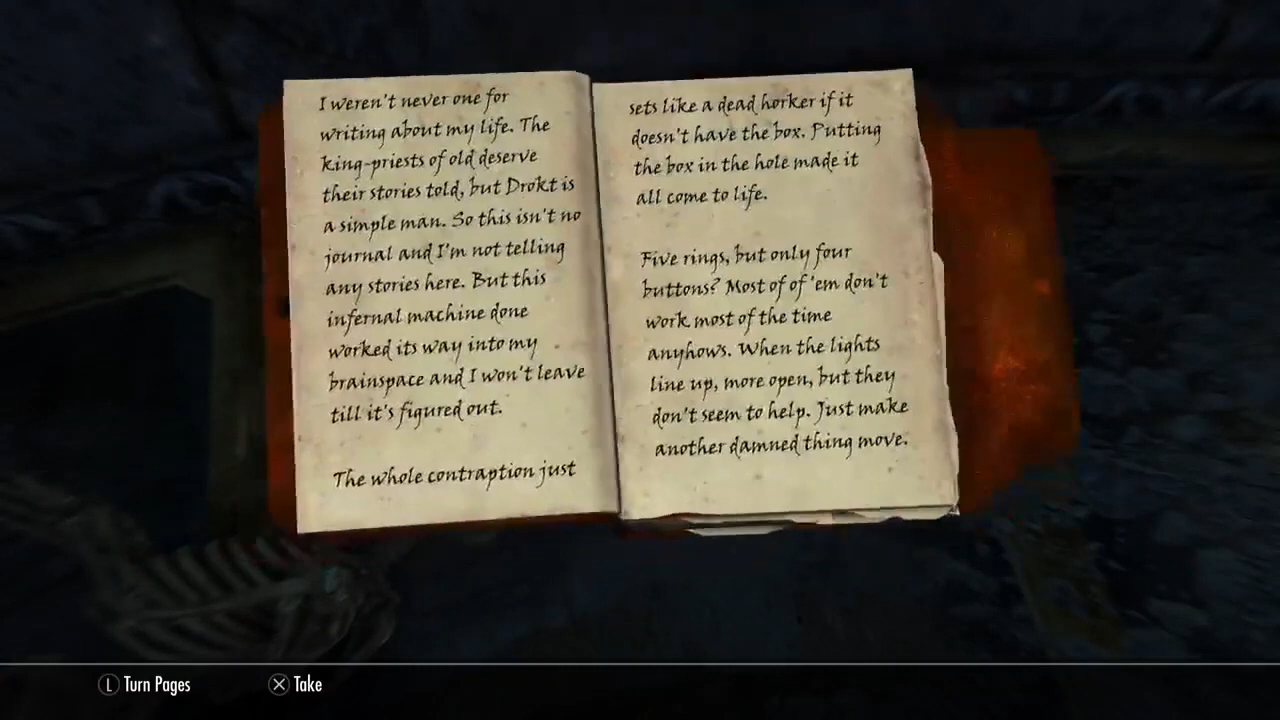 I weren't never one for
writing about my life. The
king-priests of old deserve
their stories told, but Drokt is
a simple man. So this isn't no
journal and I'm not telling
any stories here. But this
infernal machine done
worked its way into my
brainspace and I won't leave
till it's figured out.
The whole contraption just
sets like a dead horker if it
doesn't have the box. Putting
the box in the hole made it
all come to life.
Five rings, but only four
buttons? Most of of 'em don't
work most of the time
anyhows. When the lights
line up, more open, but they
don't seem to help. Just make
another damned thing move.
L Turn Pages
X Take